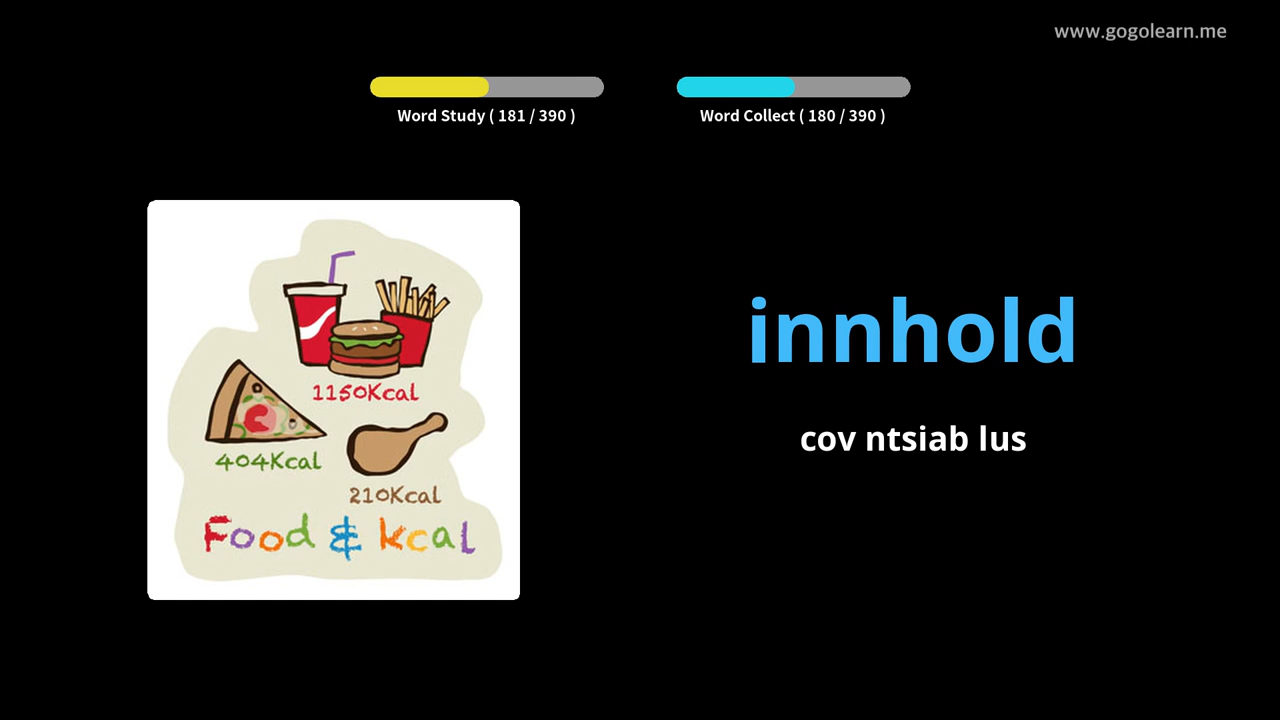 www.gogolearn.me
Word Study ( 181 / 390 )
Word Collect ( 180 / 390 )
1150Kcal
404Kcal
210Kcal
Food & kcal
innhold
cov ntsiab lus